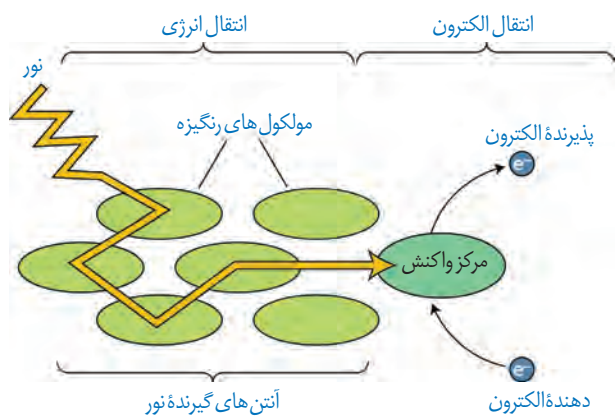 انتقال الکترون
انتقال انرژی
نور
مولکول‌های رنگیزه
پذیرندهٔ الکترون
e⁻
مرکز واکنش
e⁻
دهندهٔ الکترون
آنتن‌های گیرندهٔ نور